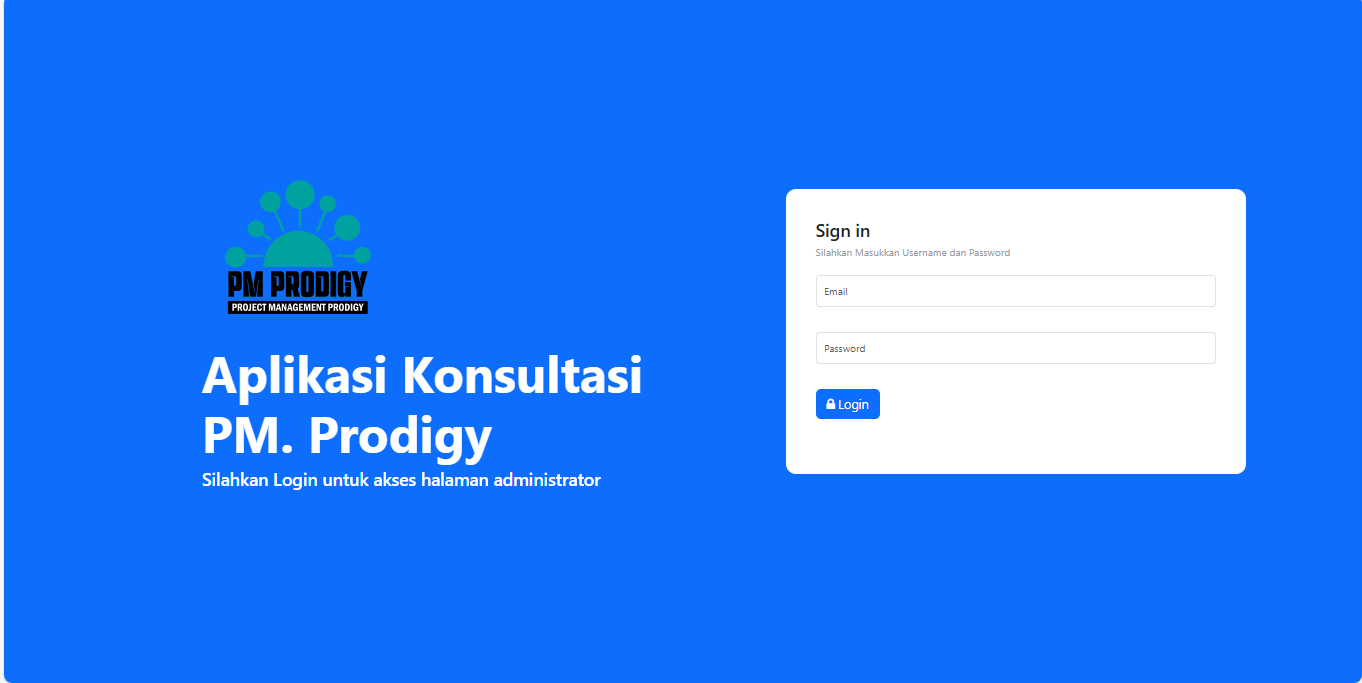 PM PRODIGY
PROJECT MANAGEMENT PRODIGY
Aplikasi Konsultasi
PM. Prodigy
Silahkan Login untuk akses halaman administrator
Sign in
Silahkan Masukkan Username dan Password
Email
Password
Login